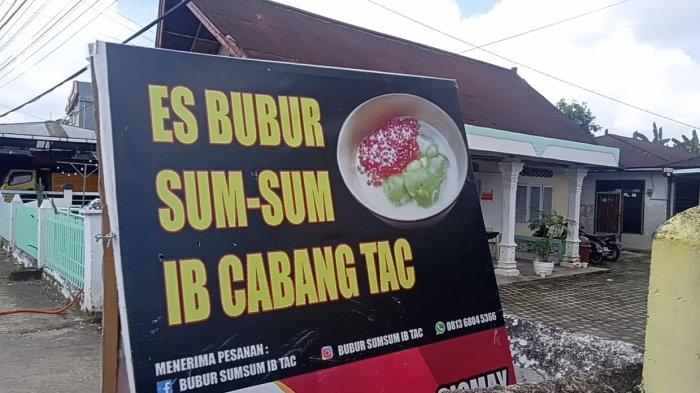 ES BUBUR
SUM-SUM
IB CABANG TAC
MENERIMA PESANAN :
BUBUR SUMSUM IB TAC
BUBUR SUMSUM IB TAC
0813 6804 5366